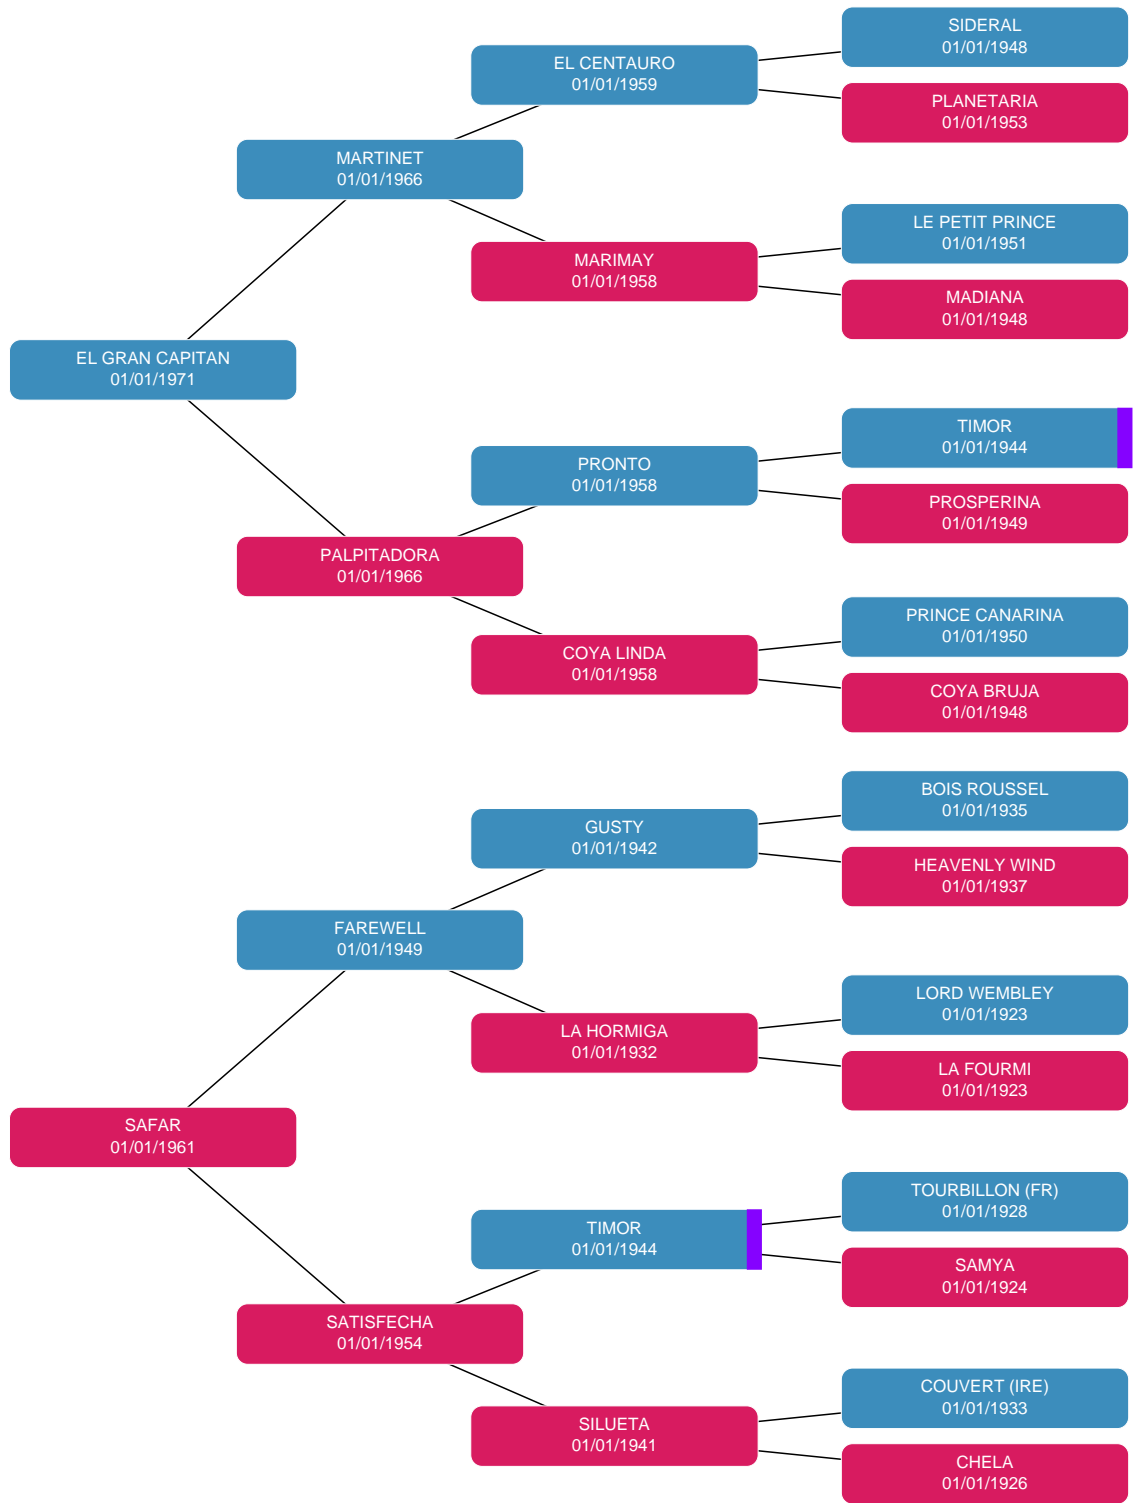 SIDERAL
01/01/1948
EL CENTAURO
01/01/1959
PLANETARIA
01/01/1953
MARTINET
01/01/1966
LE PETIT PRINCE
01/01/1951
MARIMAY
01/01/1958
MADIANA
01/01/1948
EL GRAN CAPITAN
01/01/1971
TIMOR
01/01/1944
PRONTO
01/01/1958
PROSPERINA
01/01/1949
PALPITADORA
01/01/1966
PRINCE CANARINA
01/01/1950
COYA LINDA
01/01/1958
COYA BRUJA
01/01/1948
BOIS ROUSSEL
01/01/1935
GUSTY
01/01/1942
HEAVENLY WIND
01/01/1937
FAREWELL
01/01/1949
LORD WEMBLEY
01/01/1923
LA HORMIGA
01/01/1932
LA FOURMI
01/01/1923
SAFAR
01/01/1961
TOURBILLON (FR)
01/01/1928
TIMOR
01/01/1944
SAMYA
01/01/1924
SATISFECHA
01/01/1954
COUVERT (IRE)
01/01/1933
SILUETA
01/01/1941
CHELA
01/01/1926